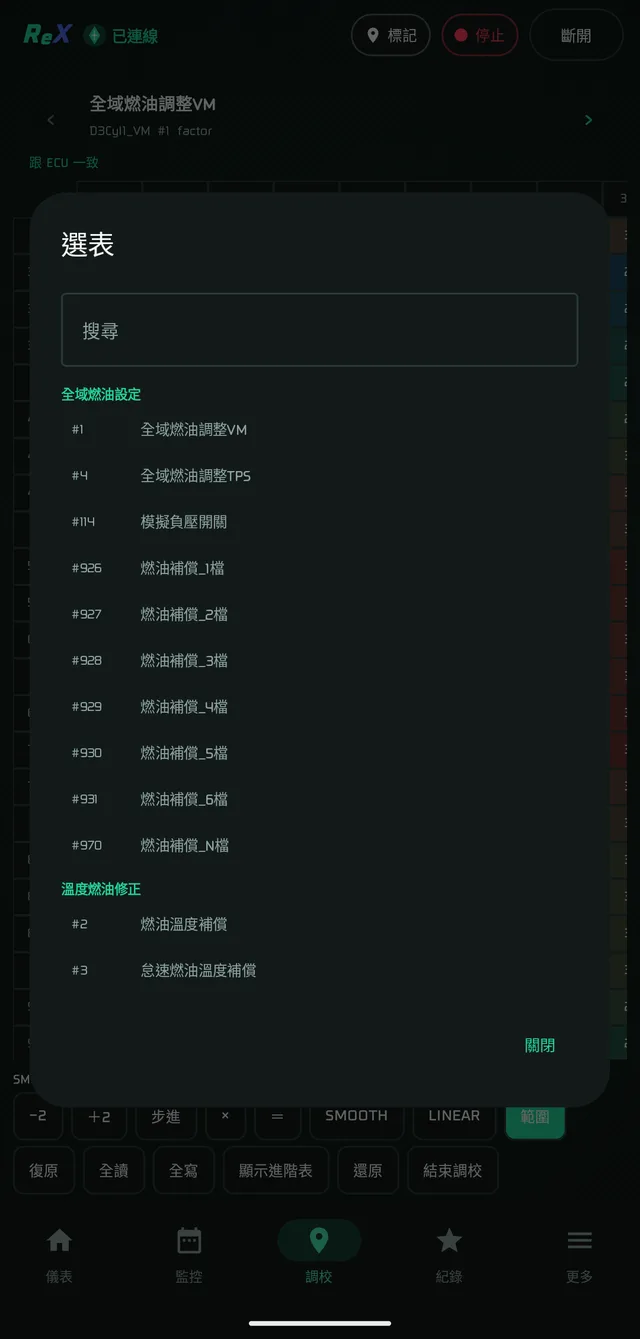 ReX 已連線 標記 停止 斷開
全域燃油調整VM
D3Cyl1_VM #1 factor
跟 ECU 一致
選表
搜尋
全域燃油設定
#1 全域燃油調整VM
#4 全域燃油調整TPS
#114 模擬負壓開關
#926 燃油補償_1檔
#927 燃油補償_2檔
#928 燃油補償_3檔
#929 燃油補償_4檔
#930 燃油補償_5檔
#931 燃油補償_6檔
#970 燃油補償_N檔
溫度燃油修正
#2 燃油溫度補償
#3 怠速燃油溫度補償
關閉
SM
-2 +2 步進 × = SMOOTH LINEAR 範圍
復原 全讀 全寫 顯示進階表 還原 結束調校
儀表 監控 調校 紀錄 更多